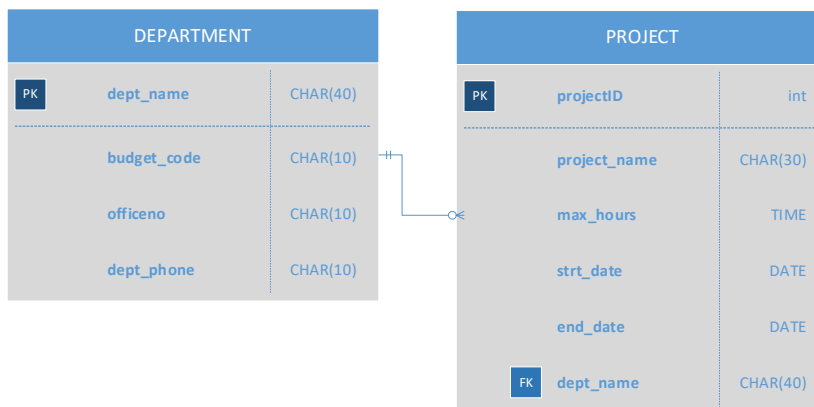 DEPARTMENT
PK dept_name CHAR(40)
budget_code CHAR(10)
officeno CHAR(10)
dept_phone CHAR(10)
PROJECT
PK projectID int
project_name CHAR(30)
max_hours TIME
strt_date DATE
end_date DATE
FK dept_name CHAR(40)